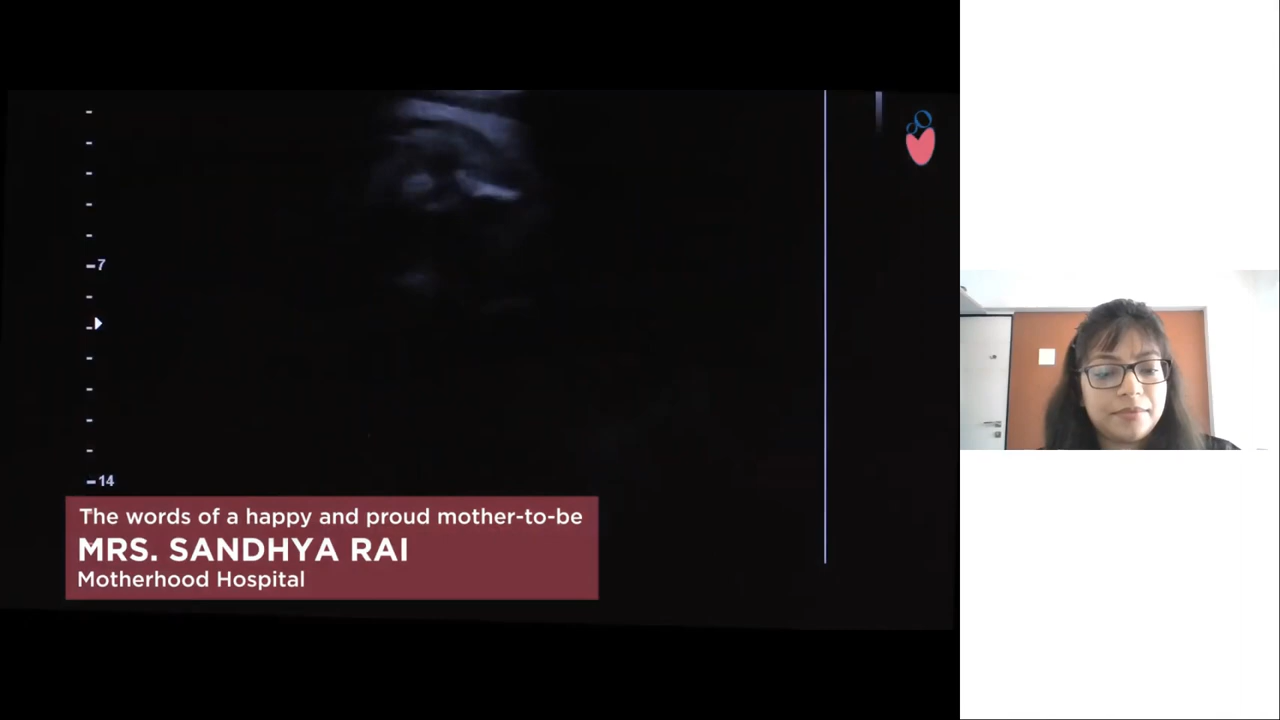 7
14
The words of a happy and proud mother-to-be
MRS. SANDHYA RAI
Motherhood Hospital